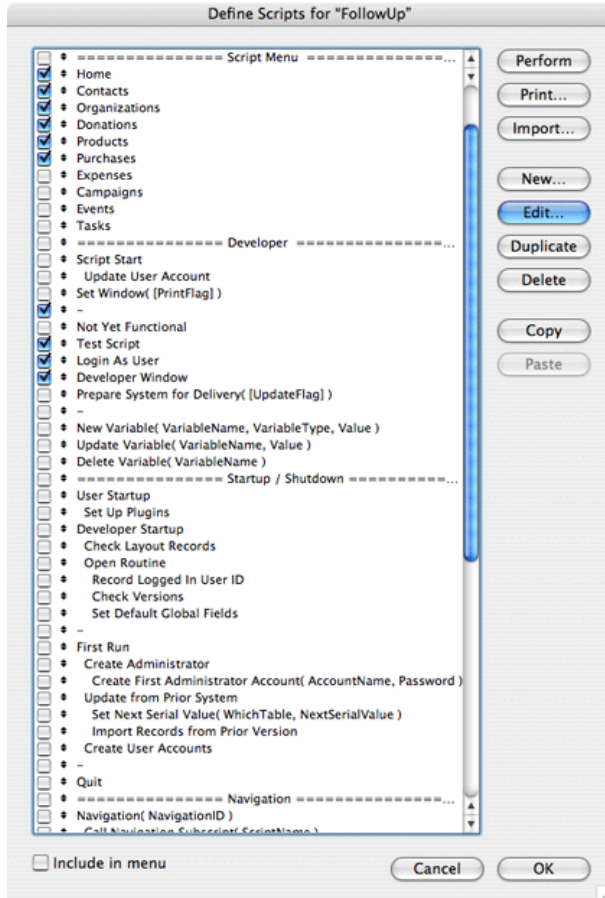 Define Scripts for "FollowUp"
=============== Script Menu ==============...
Home
Contacts
Organizations
Donations
Products
Purchases
Expenses
Campaigns
Events
Tasks
=============== Developer ===============...
Script Start
Update User Account
Set Window( [PrintFlag] )
–
Not Yet Functional
Test Script
Login As User
Developer Window
Prepare System for Delivery( [UpdateFlag] )
–
New Variable( VariableName, VariableType, Value )
Update Variable( VariableName, Value )
Delete Variable( VariableName )
=============== Startup / Shutdown ==========...
User Startup
Set Up Plugins
Developer Startup
Check Layout Records
Open Routine
Record Logged In User ID
Check Versions
Set Default Global Fields
–
First Run
Create Administrator
Create First Administrator Account( AccountName, Password )
Update from Prior System
Set Next Serial Value( WhichTable, NextSerialValue )
Import Records from Prior Version
Create User Accounts
–
Quit
=============== Navigation ===============...
Navigation( NavigationID )
Call Navigation Subscript( ScriptName )
Perform
Print...
Import...
New...
Edit...
Duplicate
Delete
Copy
Paste
Include in menu
Cancel
OK